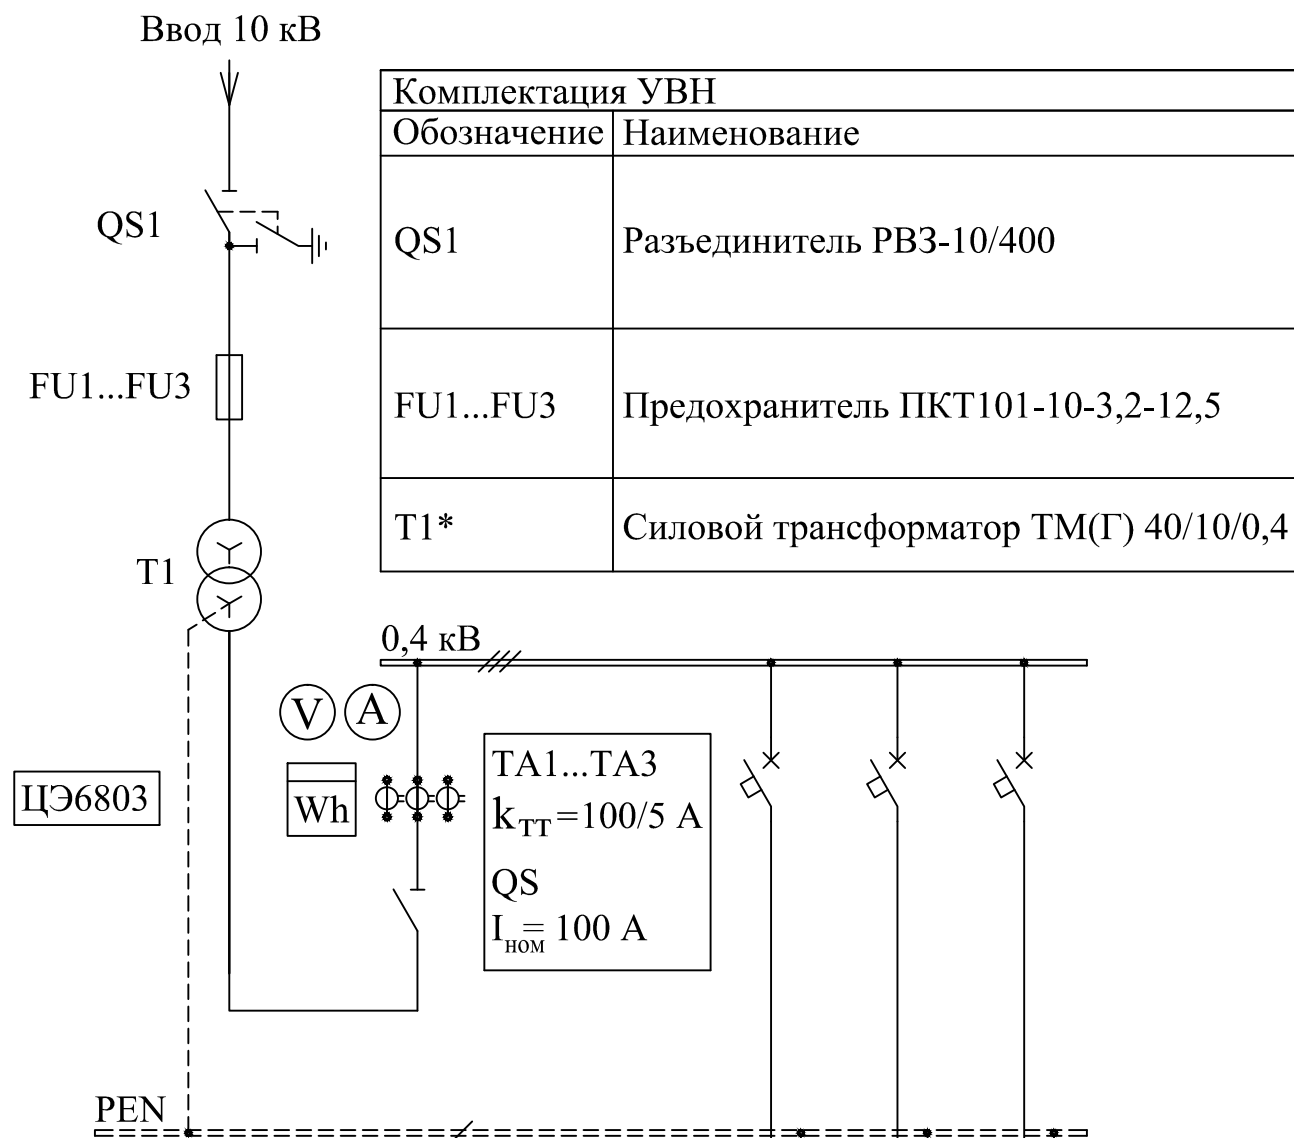 Ввод 10 кВ
Комплектация УВН
Обозначение Наименование
QS1
QS1 Разъединитель РВЗ-10/400
FU1...FU3
FU1...FU3 Предохранитель ПКТ101-10-3,2-12,5
T1
T1* Силовой трансформатор ТМ(Г) 40/10/0,4
0,4 кВ
V A
ЦЭ6803
Wh
TA1...TA3
kТТ=100/5 А
QS
Iном= 100 А
PEN